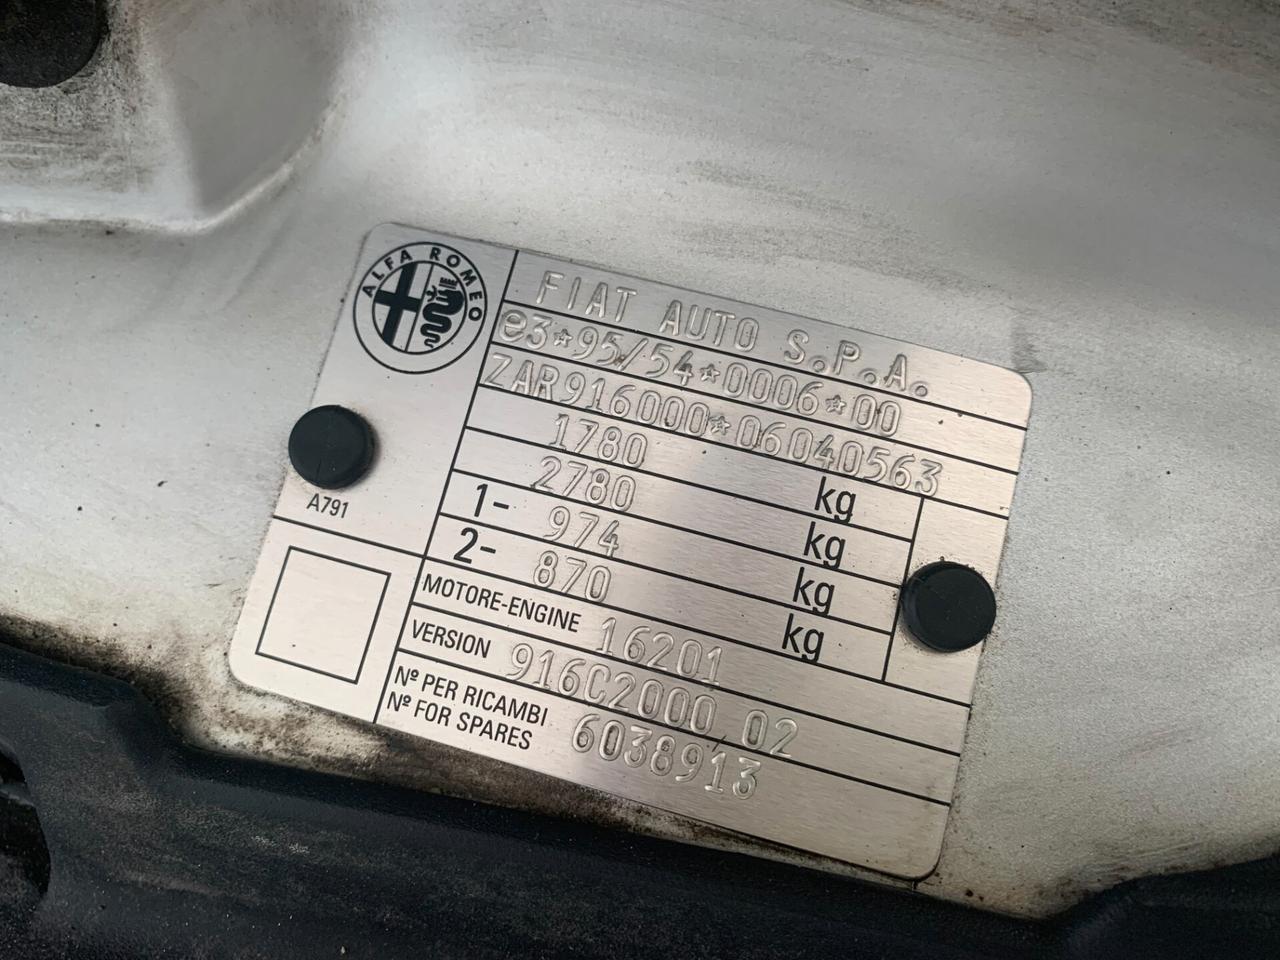 ALFA ROMEO
FIAT AUTO S.P.A.
e3*95/54*0006*00
ZAR916000*06040563
1780 kg
2780 kg
1- 974 kg
2- 870 kg
A791
MOTORE-ENGINE 16201
VERSION 916C2000 02
Nº PER RICAMBI
Nº FOR SPARES 6038913